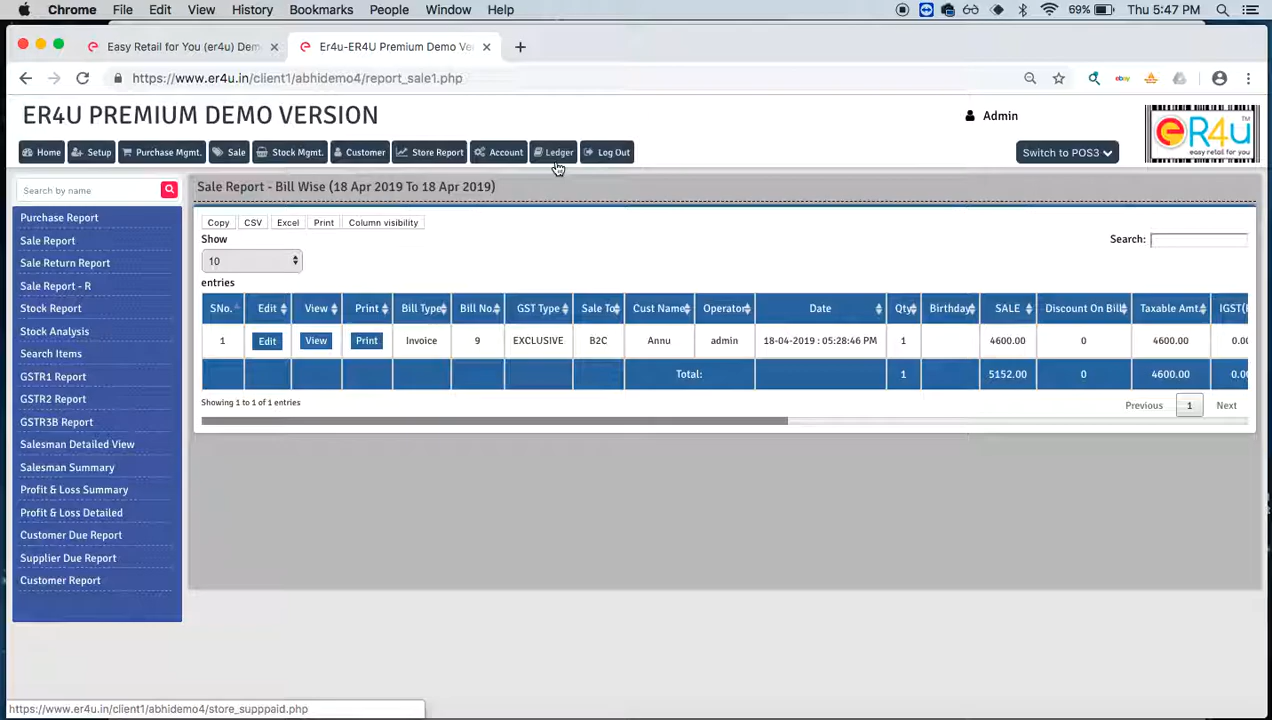 Chrome File Edit View History Bookmarks People Window Help 69% Thu 5:47 PM
Easy Retail for You (er4u) Dem
Er4u-ER4U Premium Demo Ve
https://www.er4u.in/client1/abhidemo4/report_sale1.php
ER4U PREMIUM DEMO VERSION
Admin
eR4u
TM
easy retail for you
Home Setup Purchase Mgmt. Sale Stock Mgmt. Customer Store Report Account Ledger Log Out
Switch to POS3
Search by name
Purchase Report
Sale Report
Sale Return Report
Sale Report - R
Stock Report
Stock Analysis
Search Items
GSTR1 Report
GSTR2 Report
GSTR3B Report
Salesman Detailed View
Salesman Summary
Profit & Loss Summary
Profit & Loss Detailed
Customer Due Report
Supplier Due Report
Customer Report
Sale Report - Bill Wise (18 Apr 2019 To 18 Apr 2019)
Copy CSV Excel Print Column visibility
Show
10
entries
Search:
SNo. Edit View Print Bill Type Bill No. GST Type Sale To Cust Name Operator Date Qty Birthday SALE Discount On Bill Taxable Amt. IGST(
1 Edit View Print Invoice 9 EXCLUSIVE B2C Annu admin 18-04-2019 : 05:28:46 PM 1 4600.00 0 4600.00 0.00
Total: 1 5152.00 0 4600.00 0.00
Showing 1 to 1 of 1 entries
Previous 1 Next
https://www.er4u.in/client1/abhidemo4/store_supppaid.php